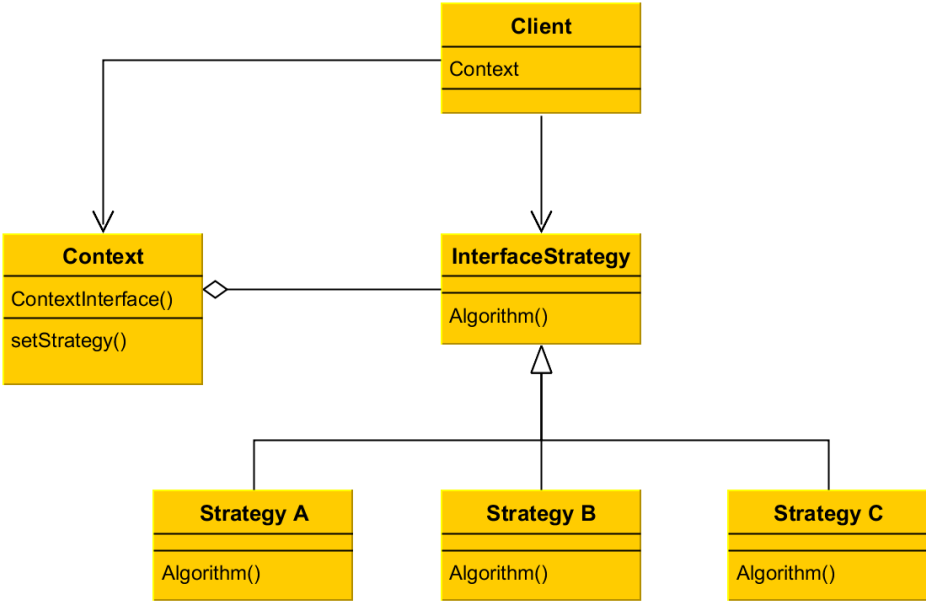 Client
Context
Context
ContextInterface()
setStrategy()
InterfaceStrategy
Algorithm()
Strategy A
Algorithm()
Strategy B
Algorithm()
Strategy C
Algorithm()